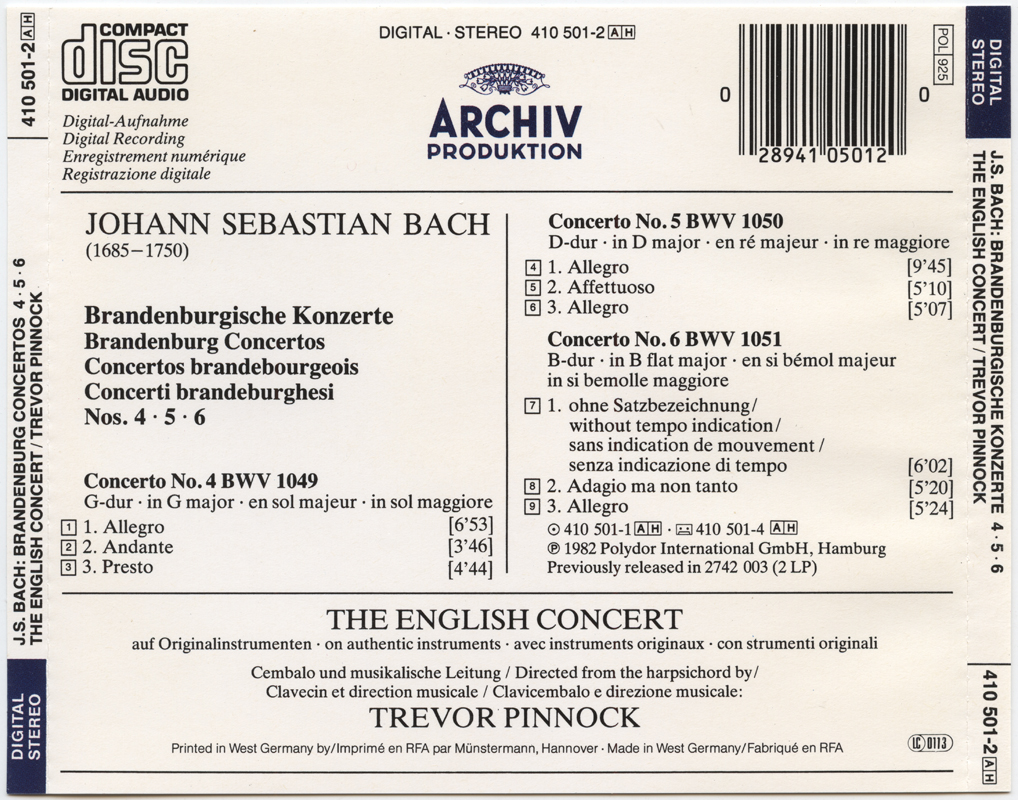 410 501-2 AH
J.S. BACH: BRANDENBURG CONCERTOS 4 · 5 · 6
THE ENGLISH CONCERT / TREVOR PINNOCK
DIGITAL
STEREO
COMPACT
disc
DIGITAL AUDIO
Digital-Aufnahme
Digital Recording
Enregistrement numérique
Registrazione digitale
DIGITAL · STEREO 410 501-2 AH
ARCHIV
PRODUKTION
0 28941 05012 0
POL 925
JOHANN SEBASTIAN BACH
(1685–1750)
Brandenburgische Konzerte
Brandenburg Concertos
Concertos brandebourgeois
Concerti brandeburghesi
Nos. 4 · 5 · 6
Concerto No. 4 BWV 1049
G-dur · in G major · en sol majeur · in sol maggiore
1 1. Allegro [6'53]
2 2. Andante [3'46]
3 3. Presto [4'44]
Concerto No. 5 BWV 1050
D-dur · in D major · en ré majeur · in re maggiore
4 1. Allegro [9'45]
5 2. Affettuoso [5'10]
6 3. Allegro [5'07]
Concerto No. 6 BWV 1051
B-dur · in B flat major · en si bémol majeur
in si bemolle maggiore
7 1. ohne Satzbezeichnung/
without tempo indication/
sans indication de mouvement /
senza indicazione di tempo [6'02]
8 2. Adagio ma non tanto [5'20]
9 3. Allegro [5'24]
410 501-1 AH · 410 501-4 AH
℗ 1982 Polydor International GmbH, Hamburg
Previously released in 2742 003 (2 LP)
THE ENGLISH CONCERT
auf Originalinstrumenten · on authentic instruments · avec instruments originaux · con strumenti originali
Cembalo und musikalische Leitung / Directed from the harpsichord by/
Clavecin et direction musicale / Clavicembalo e direzione musicale:
TREVOR PINNOCK
Printed in West Germany by/Imprimé en RFA par Münstermann, Hannover · Made in West Germany/Fabriqué en RFA
LC 0113
DIGITAL
STEREO
J.S. BACH: BRANDENBURGISCHE KONZERTE 4 · 5 · 6
THE ENGLISH CONCERT / TREVOR PINNOCK
410 501-2 AH